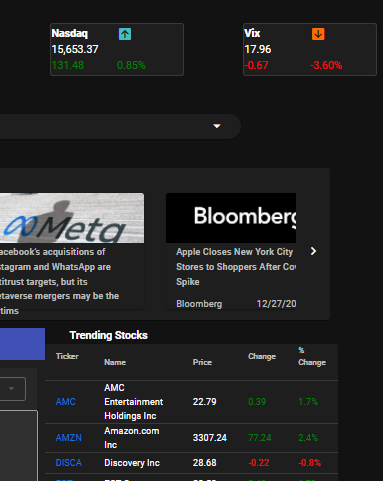 Nasdaq
15,653.37
131.48 0.85%
Vix
17.96
-0.67 -3.60%
Meta
acebook's acquisitions of
stagram and WhatsApp are
titrust targets, but its
etaverse mergers may be the
tims
Bloomberg
Apple Closes New York City
Stores to Shoppers After Cov
Spike
Bloomberg 12/27/20
Trending Stocks
Ticker Name Price Change % Change
AMC AMC Entertainment Holdings Inc 22.79 0.39 1.7%
AMZN Amazon.com Inc 3307.24 77.24 2.4%
DISCA Discovery Inc 28.68 -0.22 -0.8%